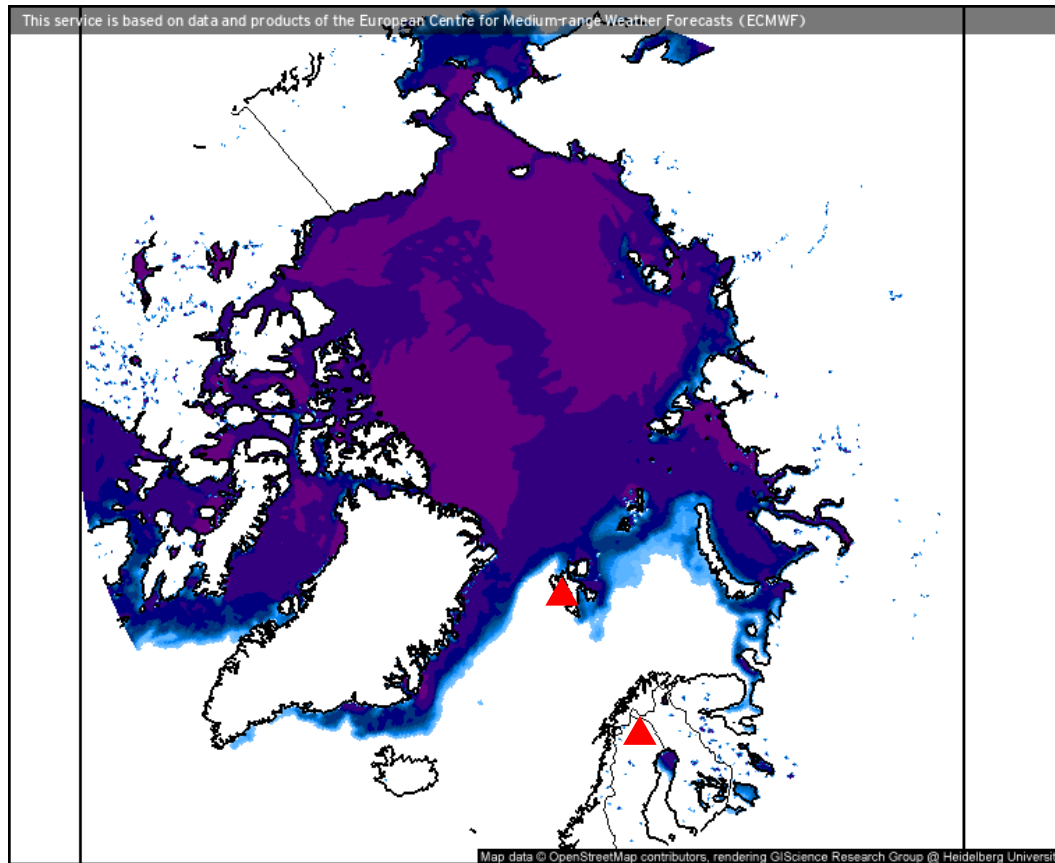 This service is based on data and products of the European Centre for Medium-range Weather Forecasts (ECMWF)
Map data © OpenStreetMap contributors, rendering GIScience Research Group @ Heidelberg Universit